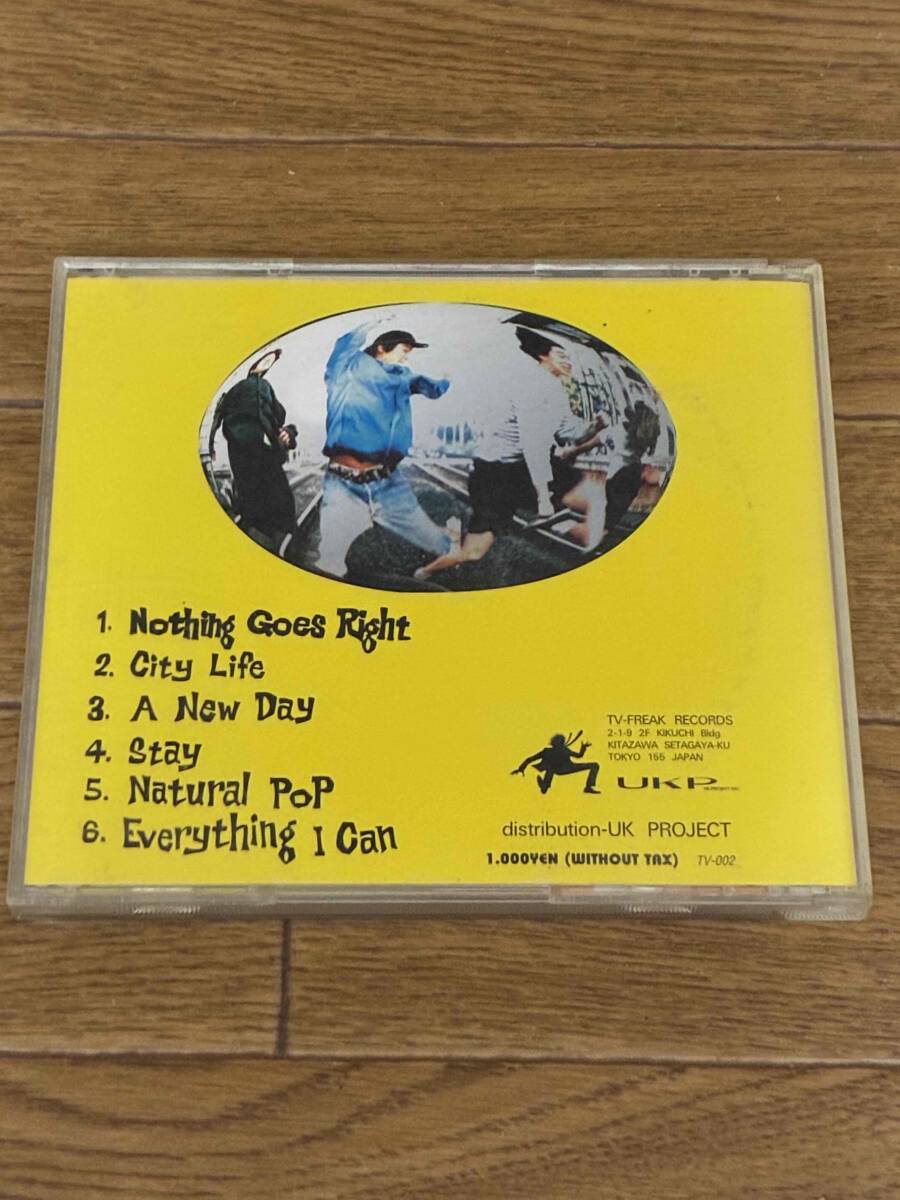 1. Nothing Goes Right
2. City Life
3. A New Day
4. Stay
5. Natural PoP
6. Everything I Can
TV-FREAK RECORDS
2-1-9 2F KIKUCHI Bldg
KITAZAWA SETAGAYA-KU
TOKYO 155 JAPAN
UKP
distribution-UK PROJECT
1.000YEN (WITHOUT TAX) TV-002